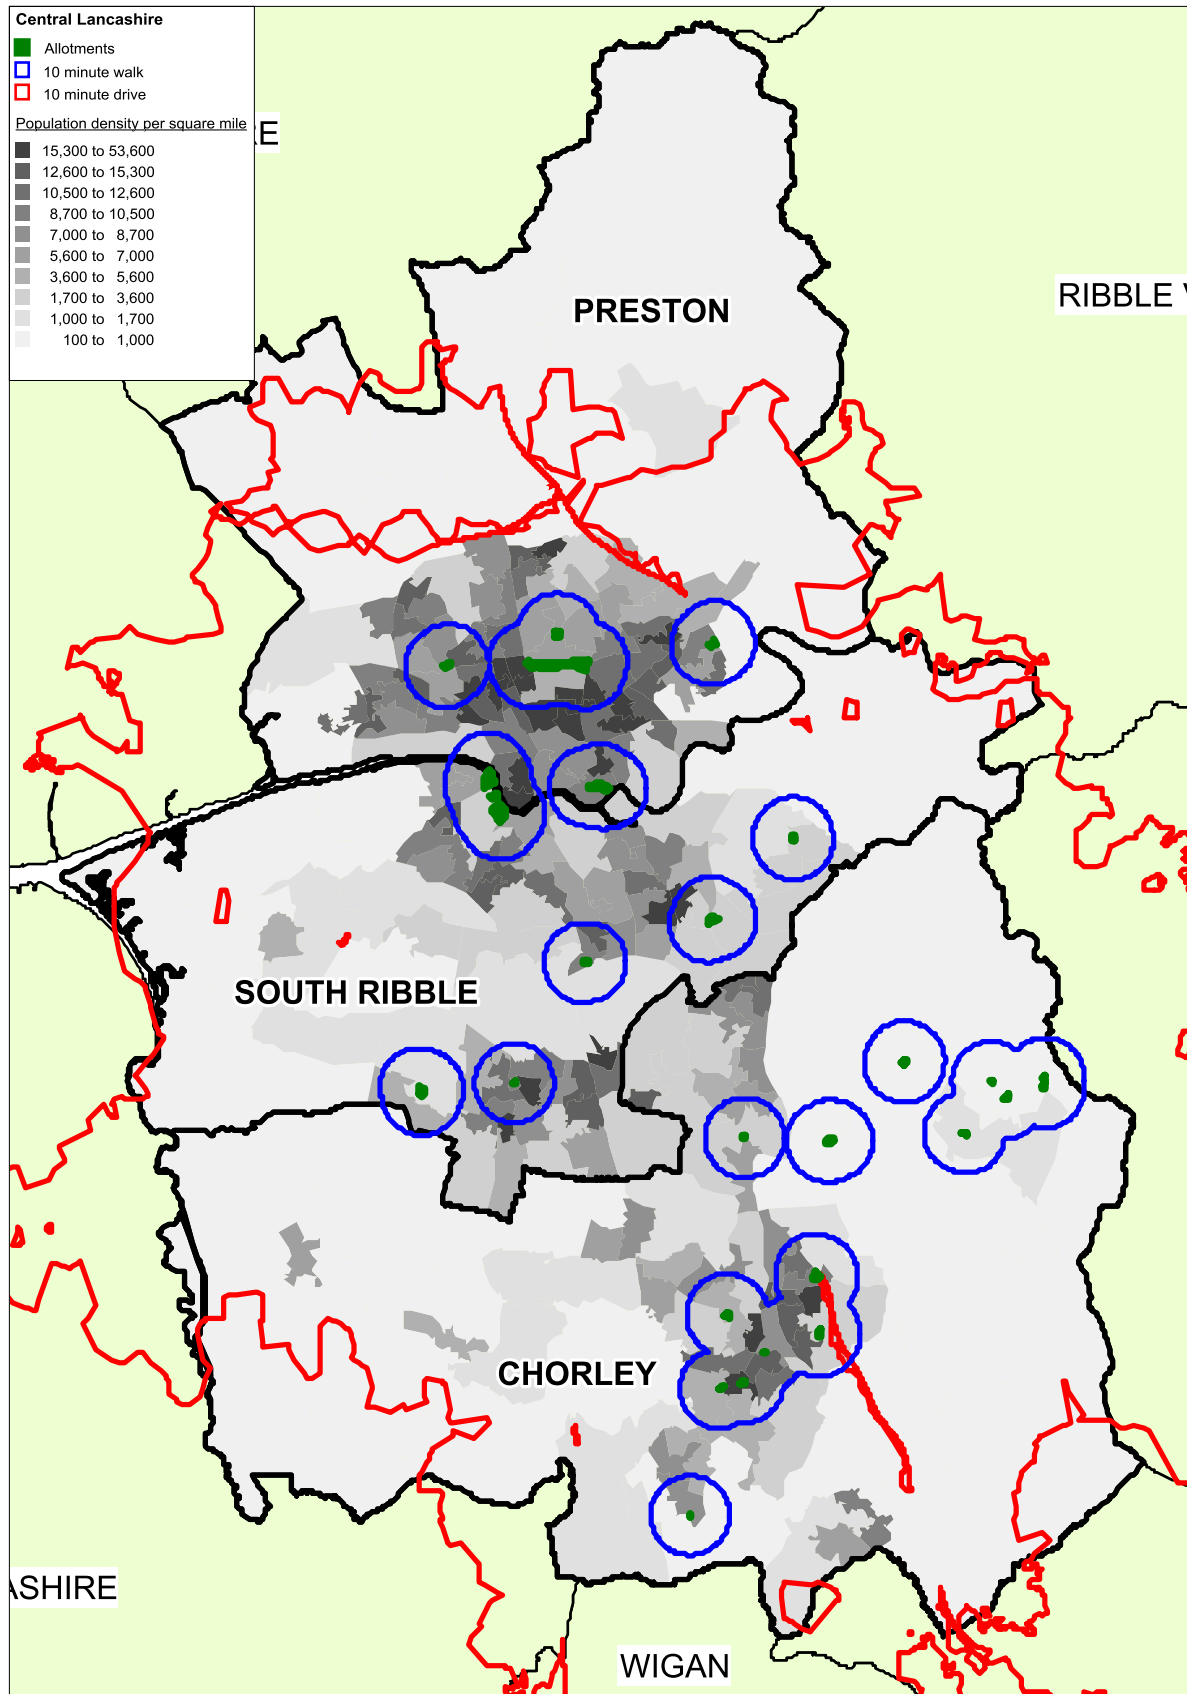 Central Lancashire
Allotments
10 minute walk
10 minute drive
Population density per square mile
15,300 to 53,600
12,600 to 15,300
10,500 to 12,600
8,700 to 10,500
7,000 to 8,700
5,600 to 7,000
3,600 to 5,600
1,700 to 3,600
1,000 to 1,700
100 to 1,000
RE
PRESTON
RIBBLE V
SOUTH RIBBLE
CHORLEY
ASHIRE
WIGAN